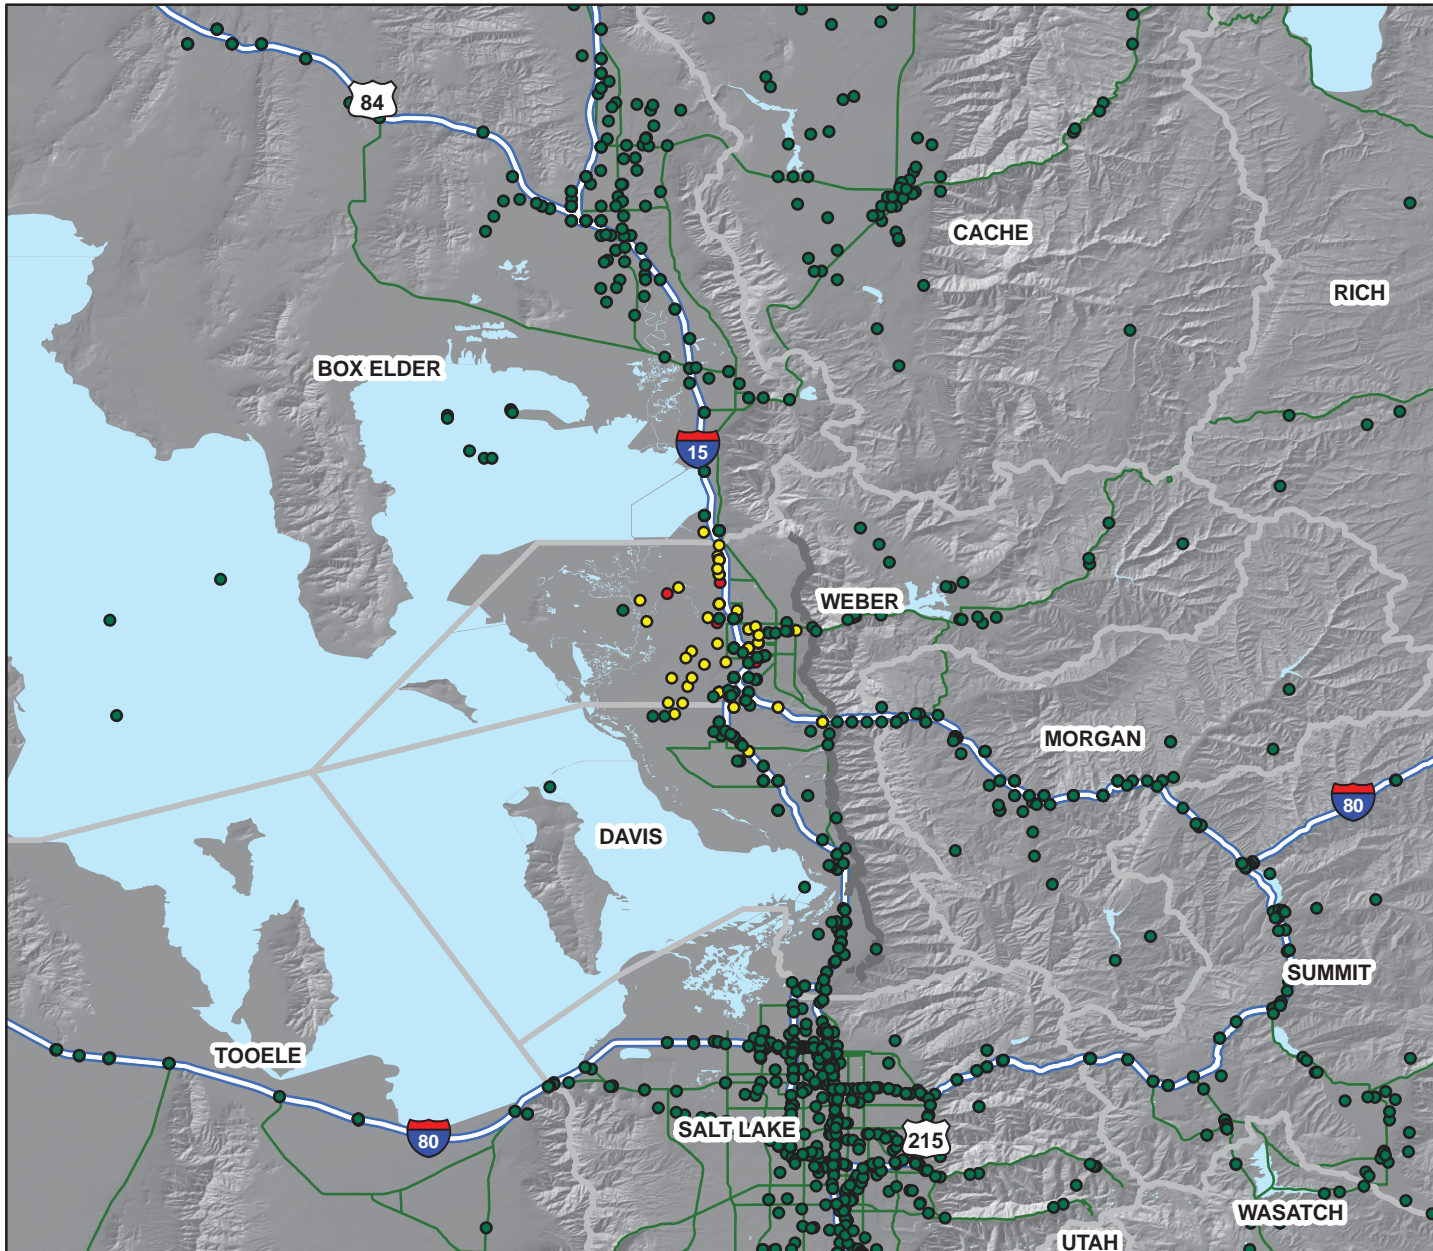 84
CACHE
RICH
BOX ELDER
15
WEBER
MORGAN
80
DAVIS
SUMMIT
TOOELE
SALT LAKE
80
215
WASATCH
UTAH